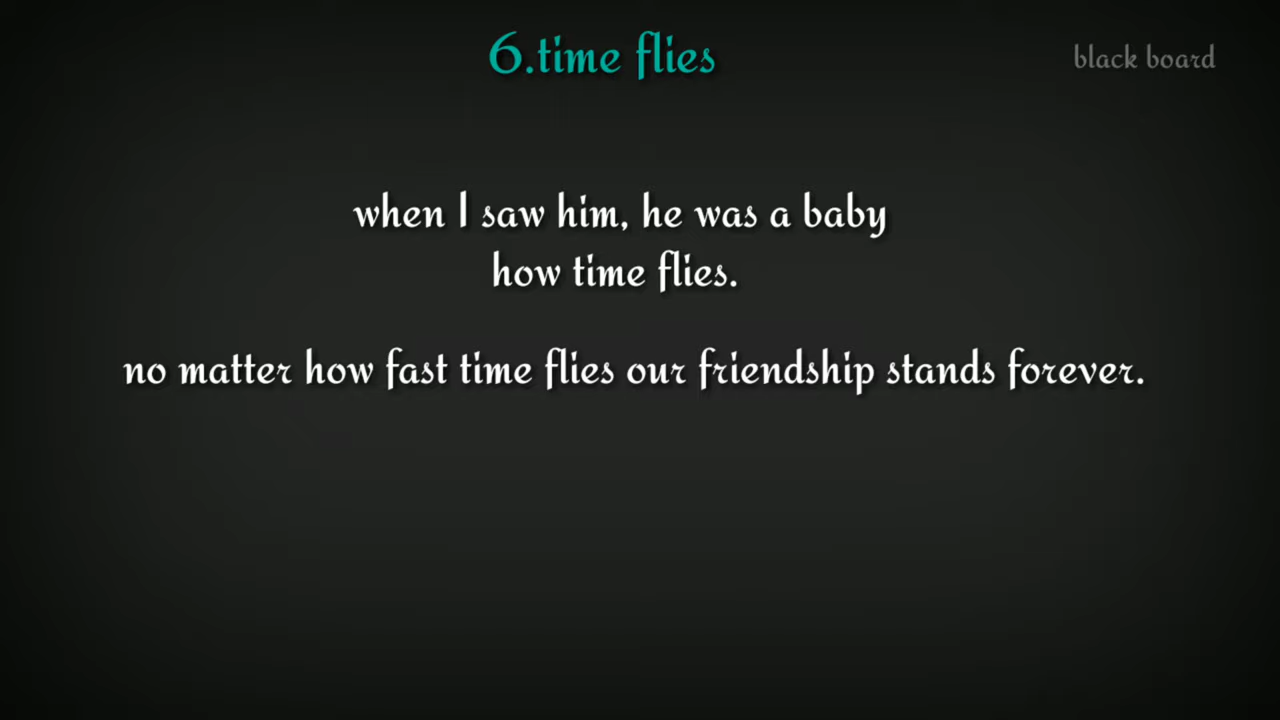 6.time flies
black board
when I saw him, he was a baby
how time flies.
no matter how fast time flies our friendship stands forever.